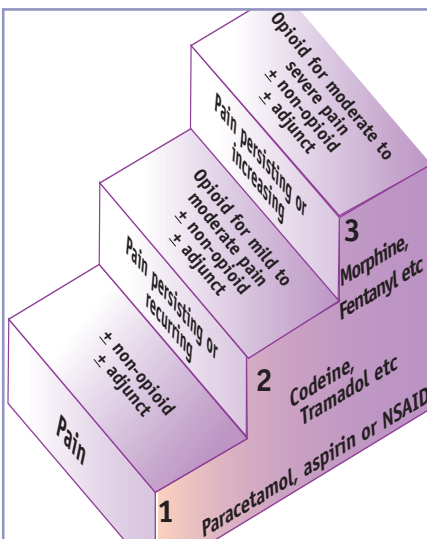 Opioid for moderate to
severe pain
± non-opioid
± adjunct
Pain persisting or
increasing
3
Morphine,
Fentanyl etc
Opioid for mild to
moderate pain
± non-opioid
± adjunct
Pain persisting or
recurring
2
Codeine,
Tramadol etc
± non-opioid
± adjunct
Pain
1
Paracetamol, aspirin or NSAID